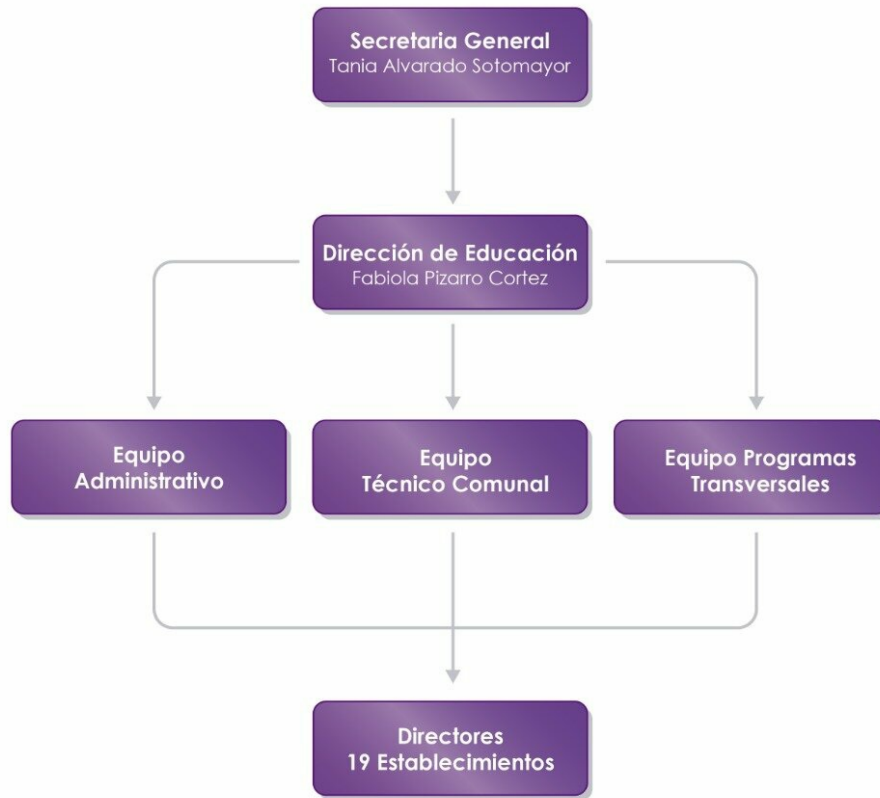 Secretaria General
Tania Alvarado Sotomayor
Dirección de Educación
Fabiola Pizarro Cortez
Equipo
Administrativo
Equipo
Técnico Comunal
Equipo Programas
Transversales
Directores
19 Establecimientos